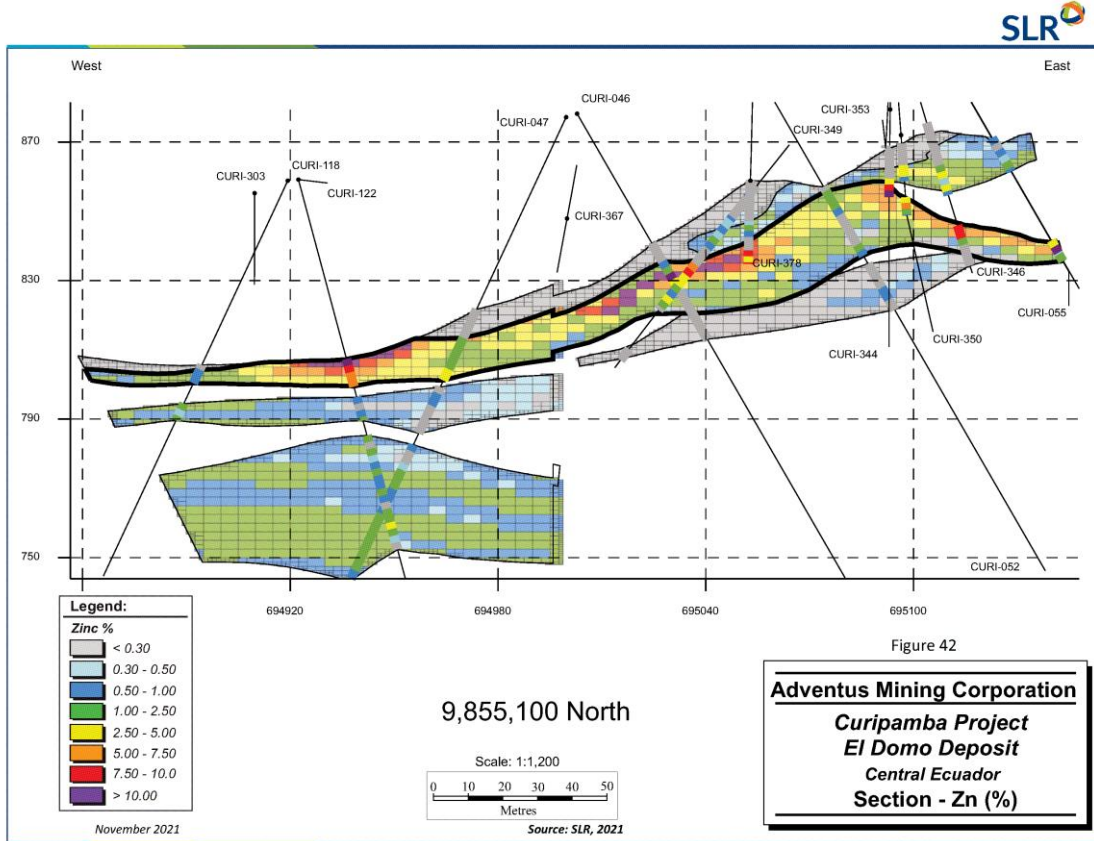 SLR
West
East
CURI-046
CURI-353
CURI-047
CURI-349
870
CURI-118
CURI-303
CURI-122
CURI-367
CURI-378
CURI-346
830
CURI-055
CURI-350
CURI-344
790
750
CURI-052
694920
694980
695040
695100
Legend:
Zinc %
< 0.30
0.30 - 0.50
0.50 - 1.00
1.00 - 2.50
2.50 - 5.00
5.00 - 7.50
7.50 - 10.0
> 10.00
November 2021
9,855,100 North
Scale: 1:1,200
0 10 20 30 40 50
Metres
Source: SLR, 2021
Figure 42
Adventus Mining Corporation
Curipamba Project
El Domo Deposit
Central Ecuador
Section - Zn (%)